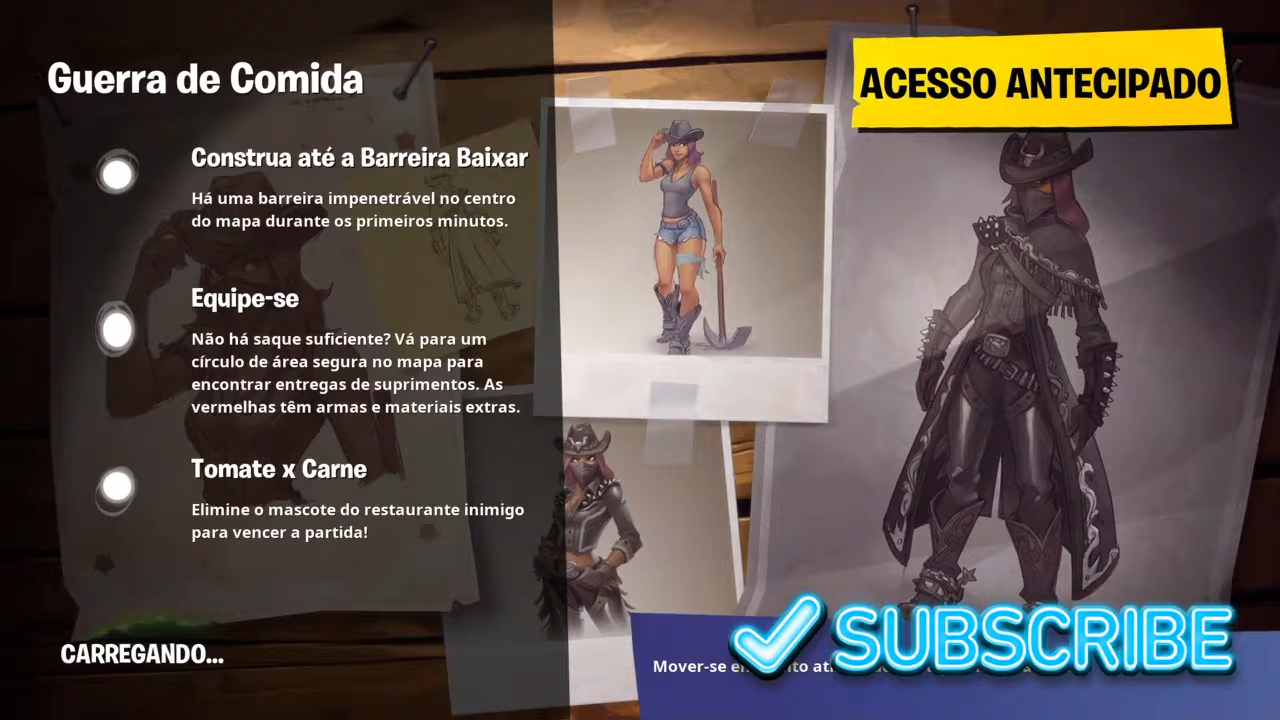 Guerra de Comida
ACESSO ANTECIPADO
Construa até a Barreira Baixar
Há uma barreira impenetrável no centro
do mapa durante os primeiros minutos.
Equipe-se
Não há saque suficiente? Vá para um
círculo de área segura no mapa para
encontrar entregas de suprimentos. As
vermelhas têm armas e materiais extras.
Tomate x Carne
Elimine o mascote do restaurante inimigo
para vencer a partida!
CARREGANDO...
Mover-se
SUBSCRIBE